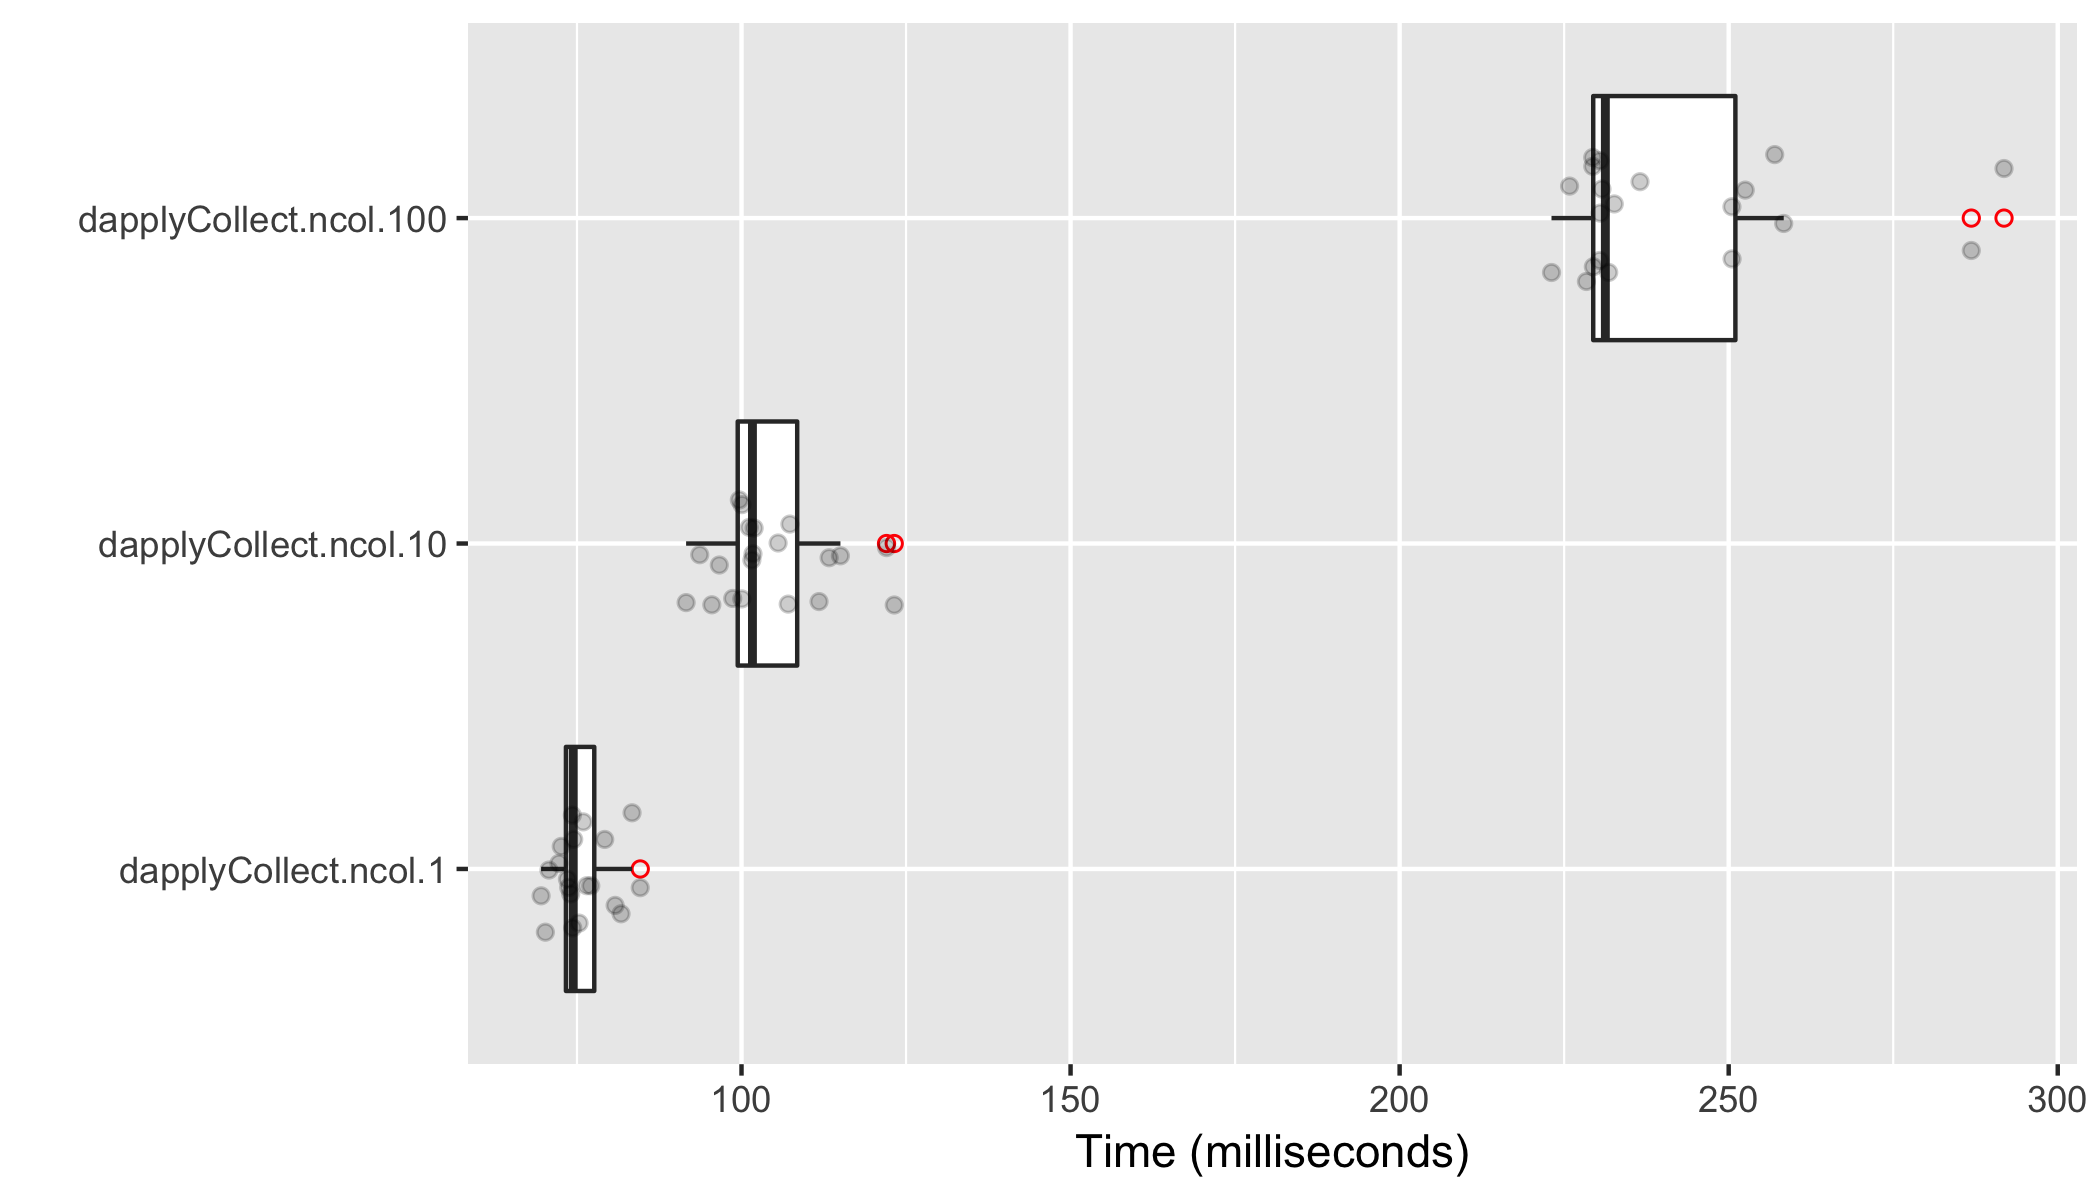 dapplyCollect.ncol.100
dapplyCollect.ncol.10
dapplyCollect.ncol.1
100 150 200 250 300
Time (milliseconds)